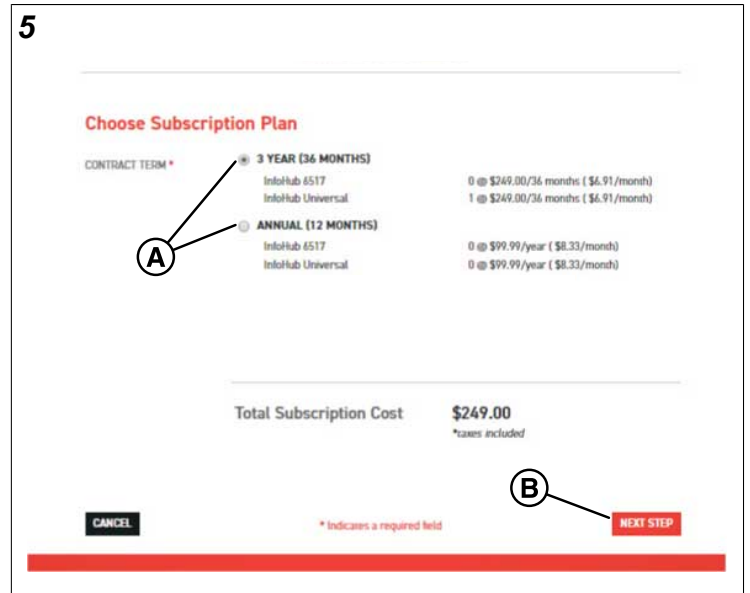 5
Choose Subscription Plan
CONTRACT TERM *
3 YEAR (36 MONTHS)
InfoHub 6517 0 @ $249.00/36 months ( $6.91/month)
InfoHub Universal 1 @ $249.00/36 months ( $6.91/month)
ANNUAL (12 MONTHS)
InfoHub 6517 0 @ $99.99/year ( $8.33/month)
InfoHub Universal 0 @ $99.99/year ( $8.33/month)
A
Total Subscription Cost $249.00
*taxes included
B
CANCEL * Indicates a required field NEXT STEP